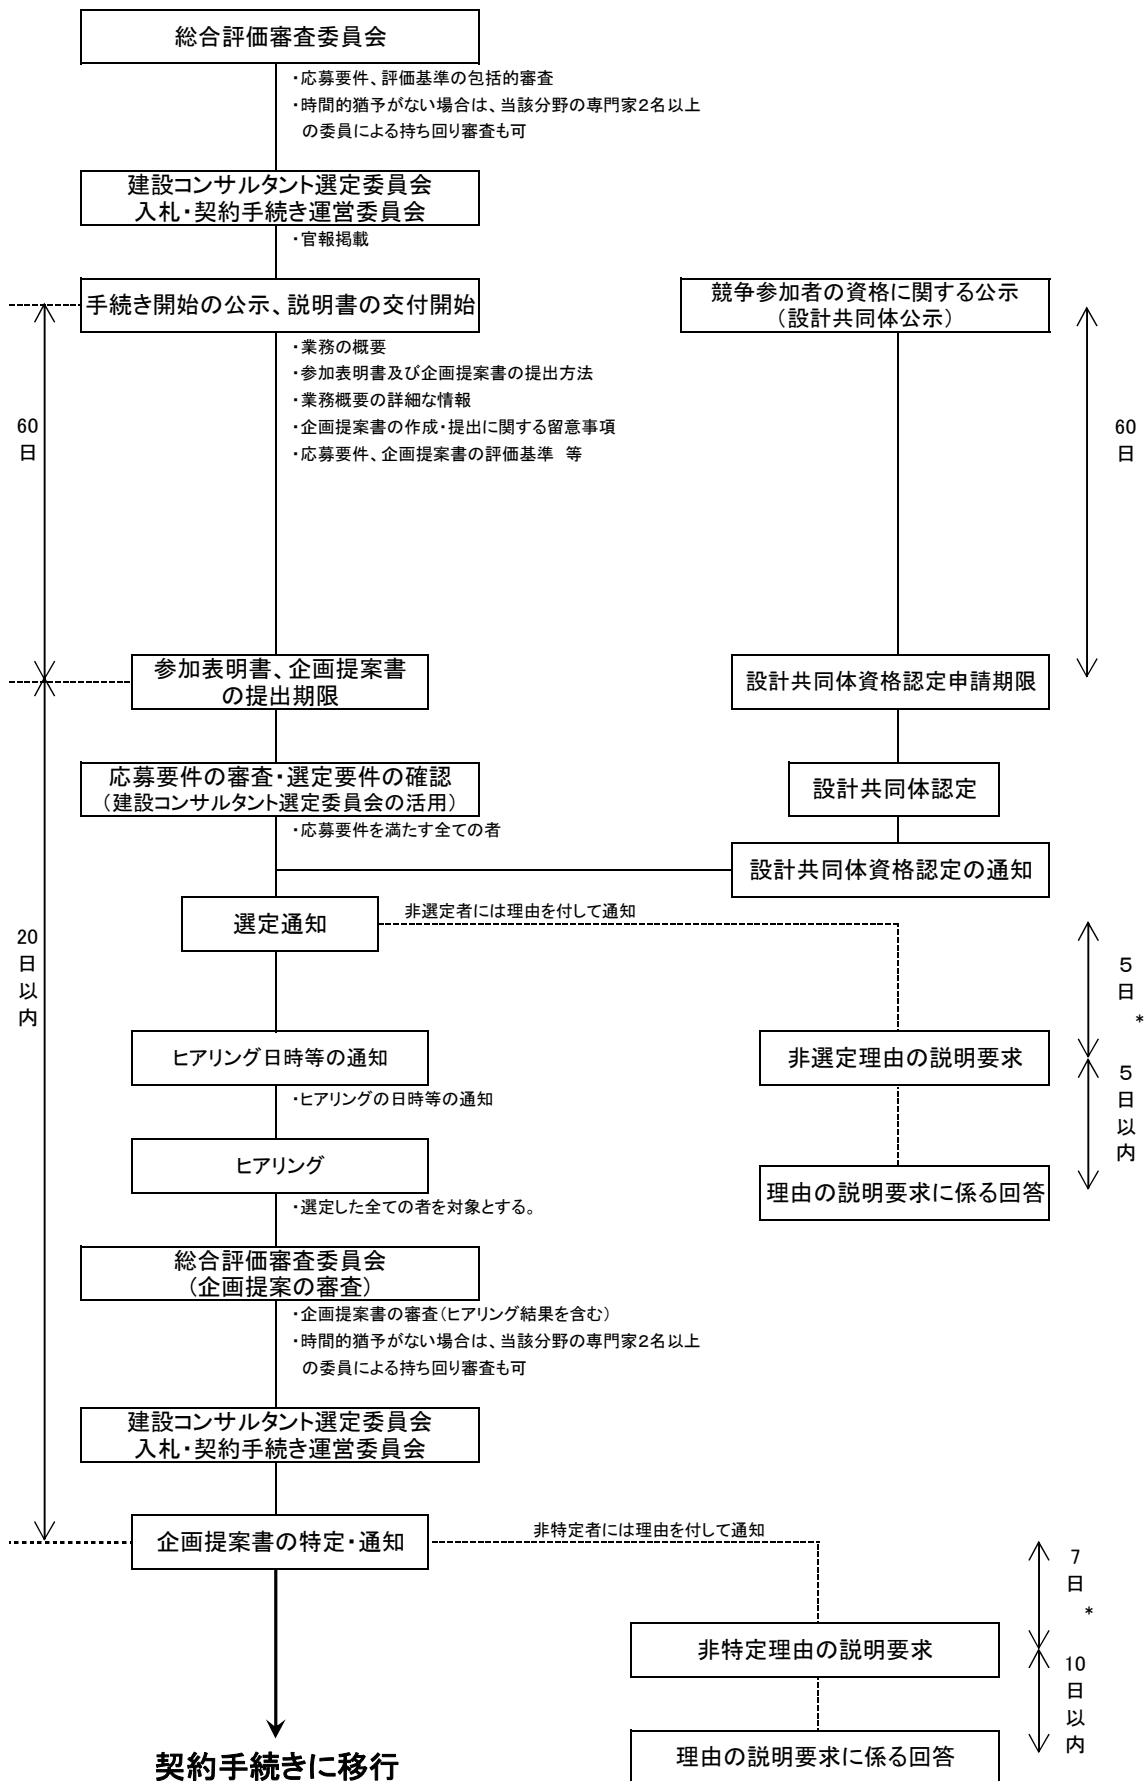 総合評価審査委員会
・応募要件、評価基準の包括的審査
・時間的猶予がない場合は、当該分野の専門家2名以上
の委員による持ち回り審査も可
建設コンサルタント選定委員会
入札・契約手続き運営委員会
・官報掲載
手続き開始の公示、説明書の交付開始
競争参加者の資格に関する公示
（設計共同体公示）
・業務の概要
・参加表明書及び企画提案書の提出方法
・業務概要の詳細な情報
・企画提案書の作成・提出に関する留意事項
・応募要件、企画提案書の評価基準 等
60
日
60
日
参加表明書、企画提案書
の提出期限
設計共同体資格認定申請期限
応募要件の審査・選定要件の確認
（建設コンサルタント選定委員会の活用）
設計共同体認定
・応募要件を満たす全ての者
設計共同体資格認定の通知
選定通知
非選定者には理由を付して通知
20
日
以
内
5
日
*
ヒアリング日時等の通知
非選定理由の説明要求
・ヒアリングの日時等の通知
5
日
以
内
ヒアリング
理由の説明要求に係る回答
・選定した全ての者を対象とする。
総合評価審査委員会
（企画提案の審査）
・企画提案書の審査（ヒアリング結果を含む）
・時間的猶予がない場合は、当該分野の専門家2名以上
の委員による持ち回り審査も可
建設コンサルタント選定委員会
入札・契約手続き運営委員会
企画提案書の特定・通知
非特定者には理由を付して通知
7
日
*
非特定理由の説明要求
10
日
以
内
契約手続きに移行
理由の説明要求に係る回答